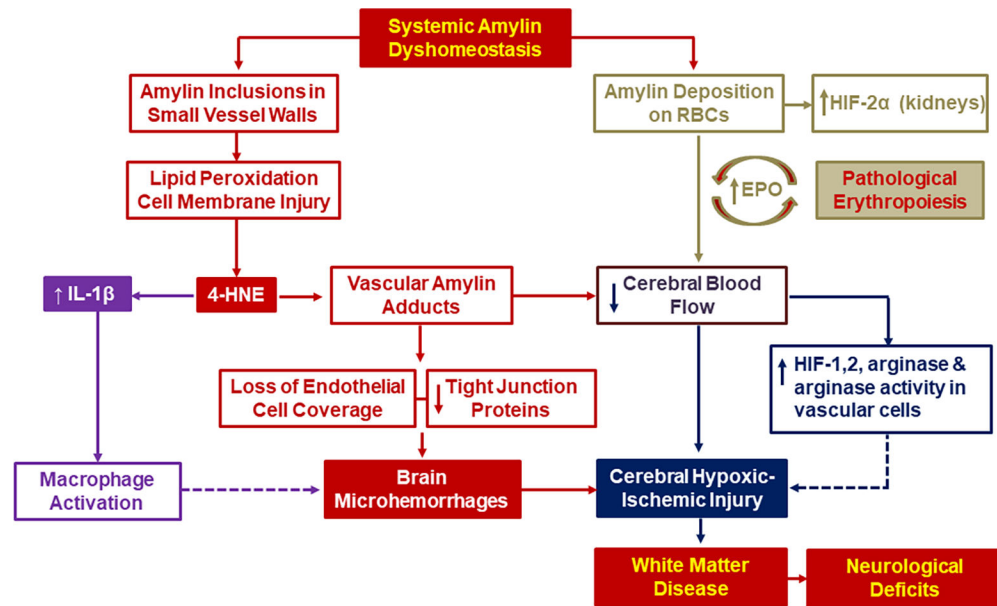 Systemic Amylin
Dyshomeostasis
Amylin Inclusions in
Small Vessel Walls
Amylin Deposition
on RBCs
↑HIF-2α (kidneys)
Lipid Peroxidation
Cell Membrane Injury
↑EPO
Pathological
Erythropoiesis
↑ IL-1β
4-HNE
Vascular Amylin
Adducts
↓ Cerebral Blood
Flow
Loss of Endothelial
Cell Coverage
↓ Tight Junction
Proteins
↑ HIF-1,2, arginase &
arginase activity in
vascular cells
Macrophage
Activation
Brain
Microhemorrhages
Cerebral Hypoxic-
Ischemic Injury
White Matter
Disease
Neurological
Deficits